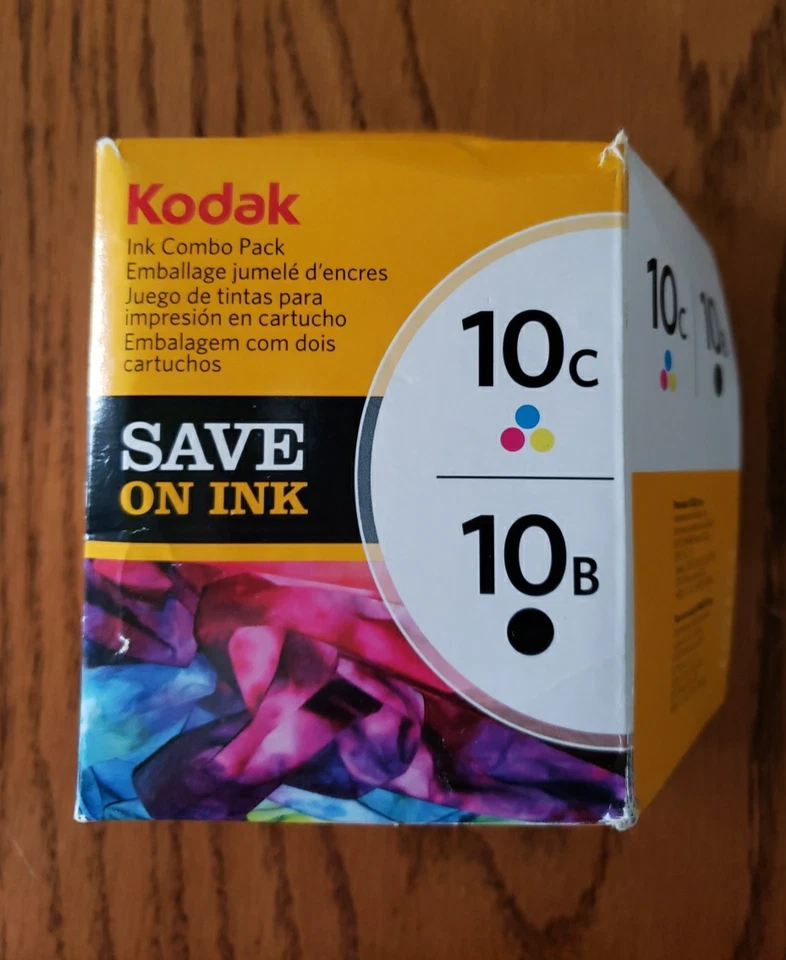 Kodak
Ink Combo Pack
Emballage jumelé d'encres
Juego de tintas para
impresión en cartucho
Embalagem com dois
cartuchos
SAVE
ON INK
10C
10B
10C
10B